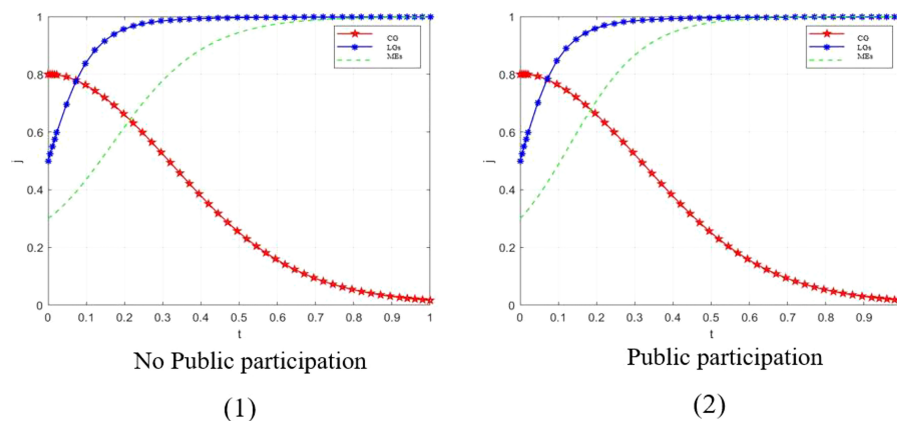 1
0.8
0.6
j
0.4
0.2
0
0 0.1 0.2 0.3 0.4 0.5 0.6 0.7 0.8 0.9 1
t
CG
LGs
MEs
No Public participation
(1)
1
0.8
0.6
j
0.4
0.2
0
0 0.1 0.2 0.3 0.4 0.5 0.6 0.7 0.8 0.9
t
CG
LGs
MEs
Public participation
(2)